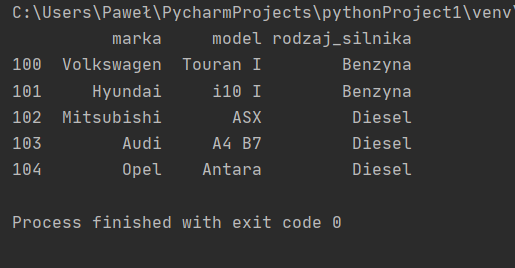 C:\Users\Paweł\PycharmProjects\pythonProject1\venv\
marka model rodzaj_silnika
100 Volkswagen Touran I Benzyna
101 Hyundai i10 I Benzyna
102 Mitsubishi ASX Diesel
103 Audi A4 B7 Diesel
104 Opel Antara Diesel
Process finished with exit code 0